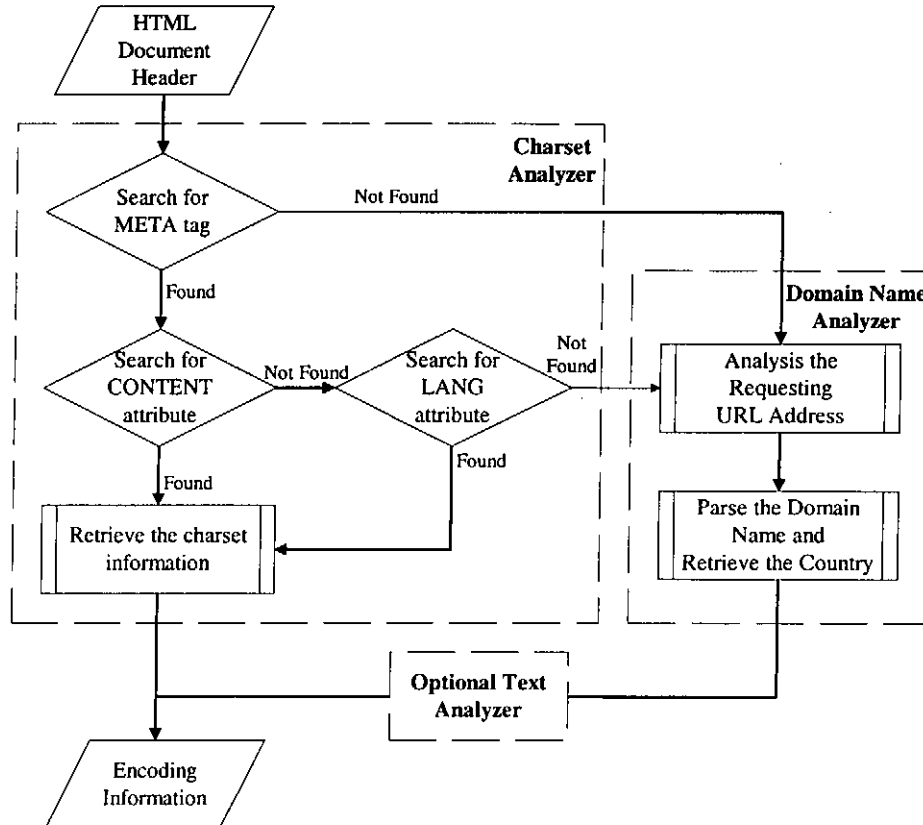 HTML
Document
Header
Charset
Analyzer
Search for
META tag
Not Found
Found
Domain Name
Analyzer
Search for
CONTENT
attribute
Not Found
Search for
LANG
attribute
Not
Found
Analysis the
Requesting
URL Address
Found
Found
Retrieve the charset
information
Parse the Domain
Name and
Retrieve the Country
Optional Text
Analyzer
Encoding
Information